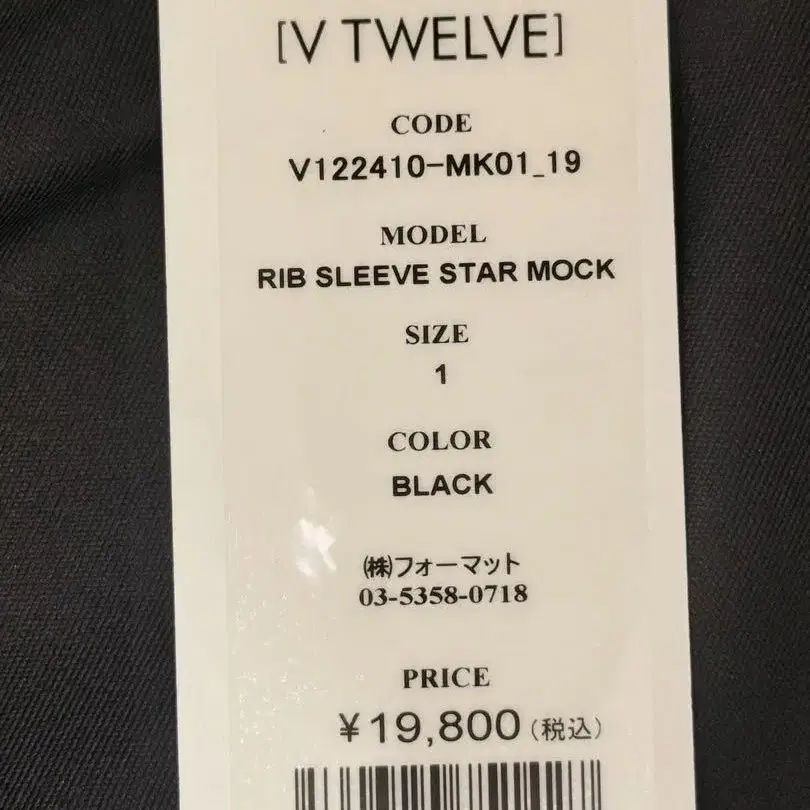 [V TWELVE]
CODE
V122410-MK01_19
MODEL
RIB SLEEVE STAR MOCK
SIZE
1
COLOR
BLACK
㈱フォーマット
03-5358-0718
PRICE
¥19,800(税込)